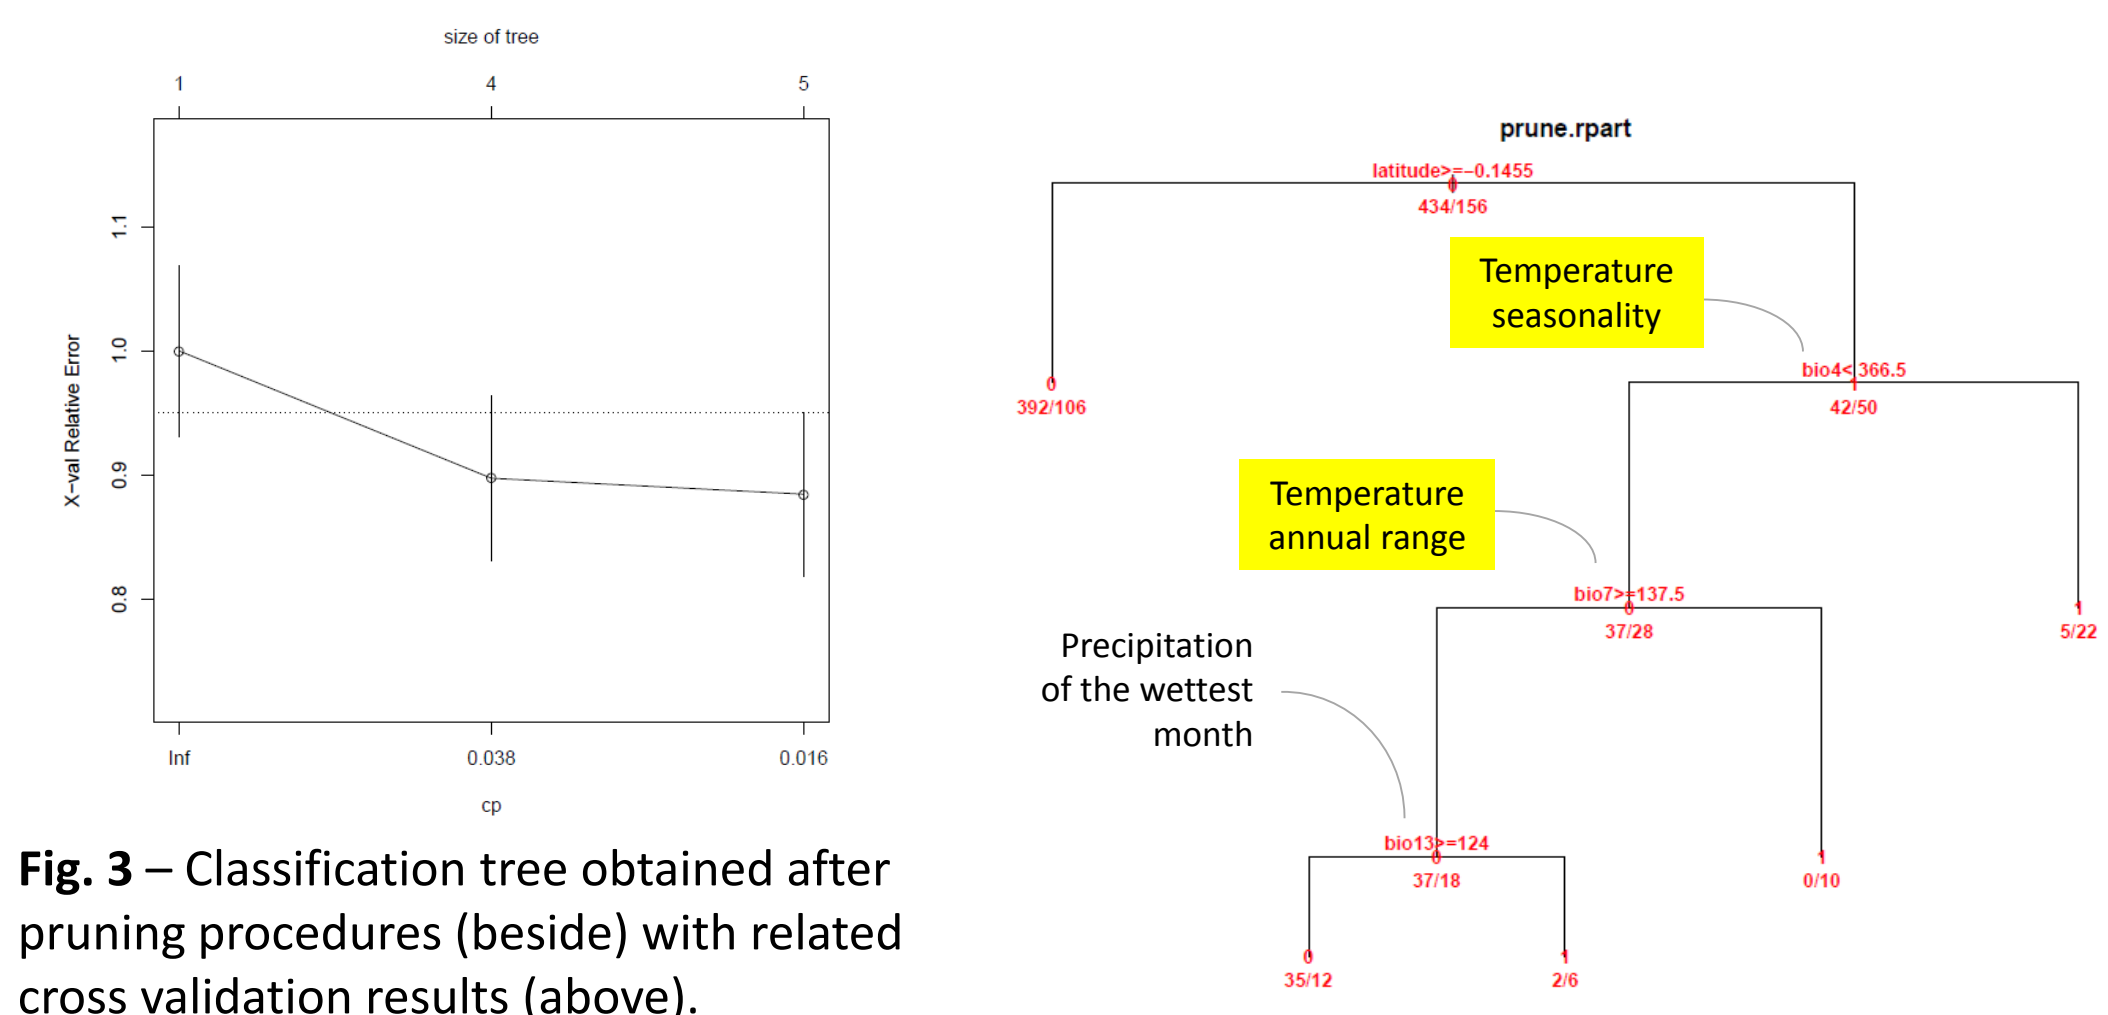 size of tree
1 4 5
X−val Relative Error
1.1
1.0
0.9
0.8
Inf 0.038 0.016
cp
Fig. 3 – Classification tree obtained after
pruning procedures (beside) with related
cross validation results (above).
prune.rpart
latitude>=−0.1455
0
434/156
Temperature
seasonality
0
392/106
bio4< 366.5
1
42/50
Temperature
annual range
bio7>=137.5
0
37/28
1
5/22
Precipitation
of the wettest
month
bio13>=124
0
37/18
1
0/10
0
35/12
1
2/6